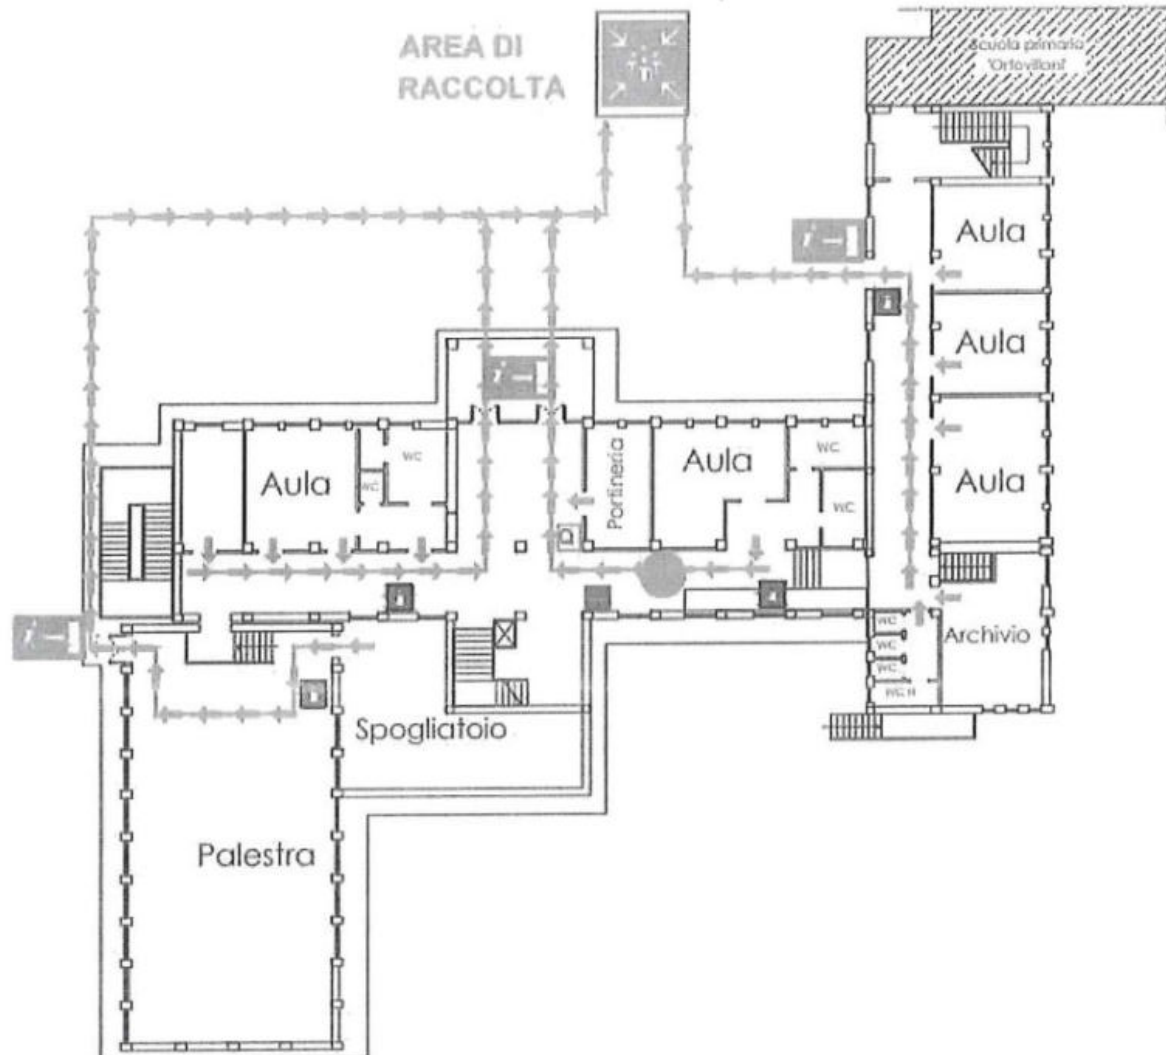 AREA DI
RACCOLTA
Scuola primaria
'Ortovillani'
Aula
Aula
Aula
WC
Aula
WC
Portineria
Aula
WC
WC
WC
WC
WC
WC H
Archivio
Spogliatoio
Palestra